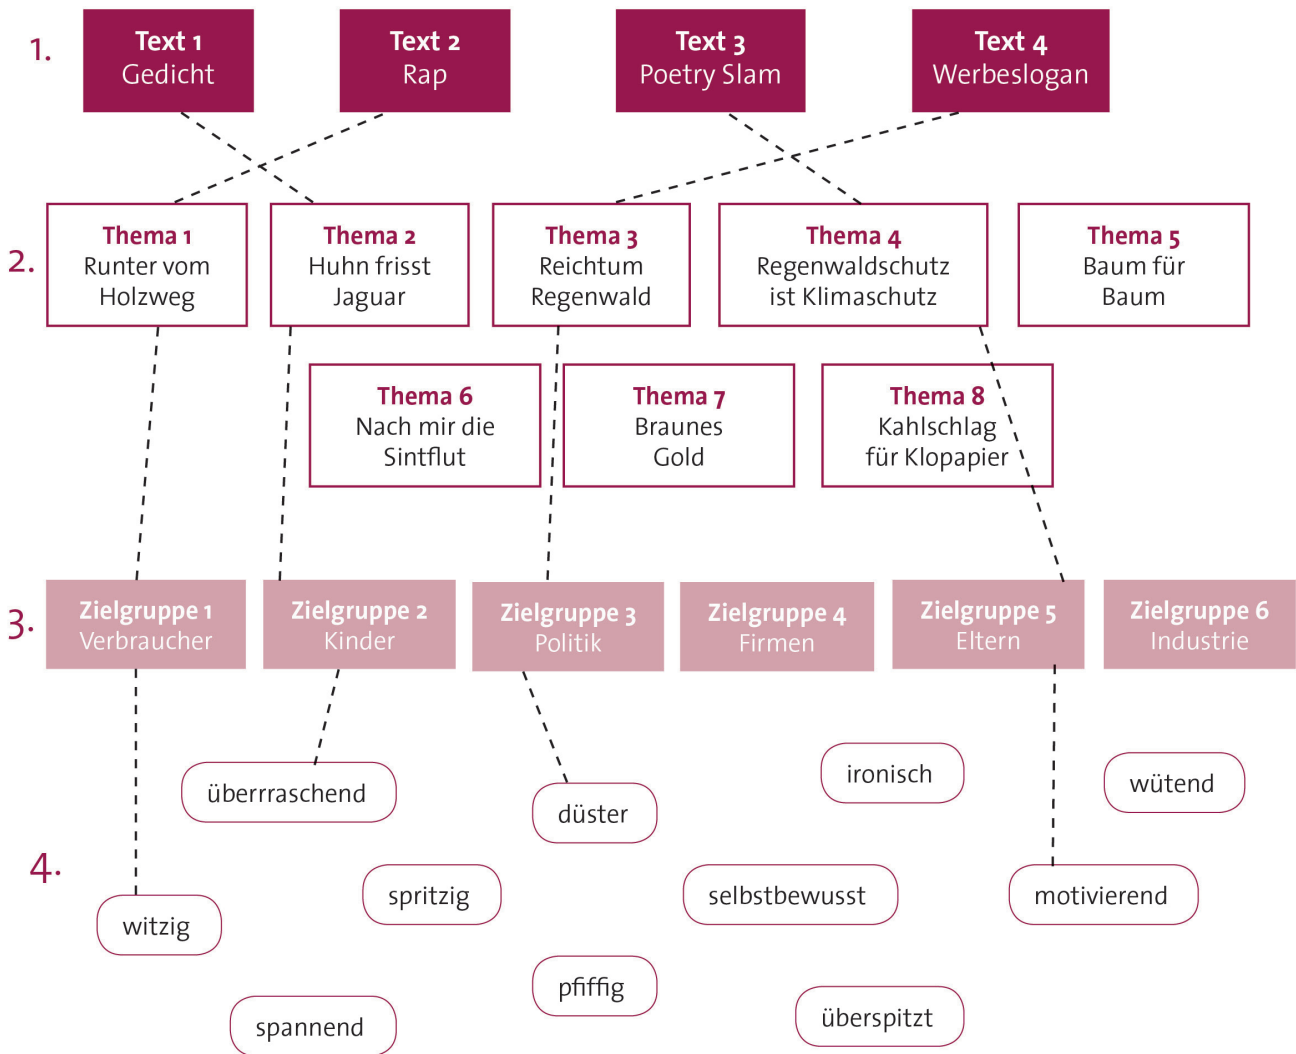 1.
Text 1
Gedicht
Text 2
Rap
Text 3
Poetry Slam
Text 4
Werbeslogan
2.
Thema 1
Runter vom
Holzweg
Thema 2
Huhn frisst
Jaguar
Thema 3
Reichtum
Regenwald
Thema 4
Regenwaldschutz
ist Klimaschutz
Thema 5
Baum für
Baum
Thema 6
Nach mir die
Sintflut
Thema 7
Braunes
Gold
Thema 8
Kahlschlag
für Klopapier
3.
Zielgruppe 1
Verbraucher
Zielgruppe 2
Kinder
Zielgruppe 3
Politik
Zielgruppe 4
Firmen
Zielgruppe 5
Eltern
Zielgruppe 6
Industrie
4.
überrraschend
düster
ironisch
wütend
witzig
spritzig
selbstbewusst
motivierend
spannend
pfiffig
überspitzt